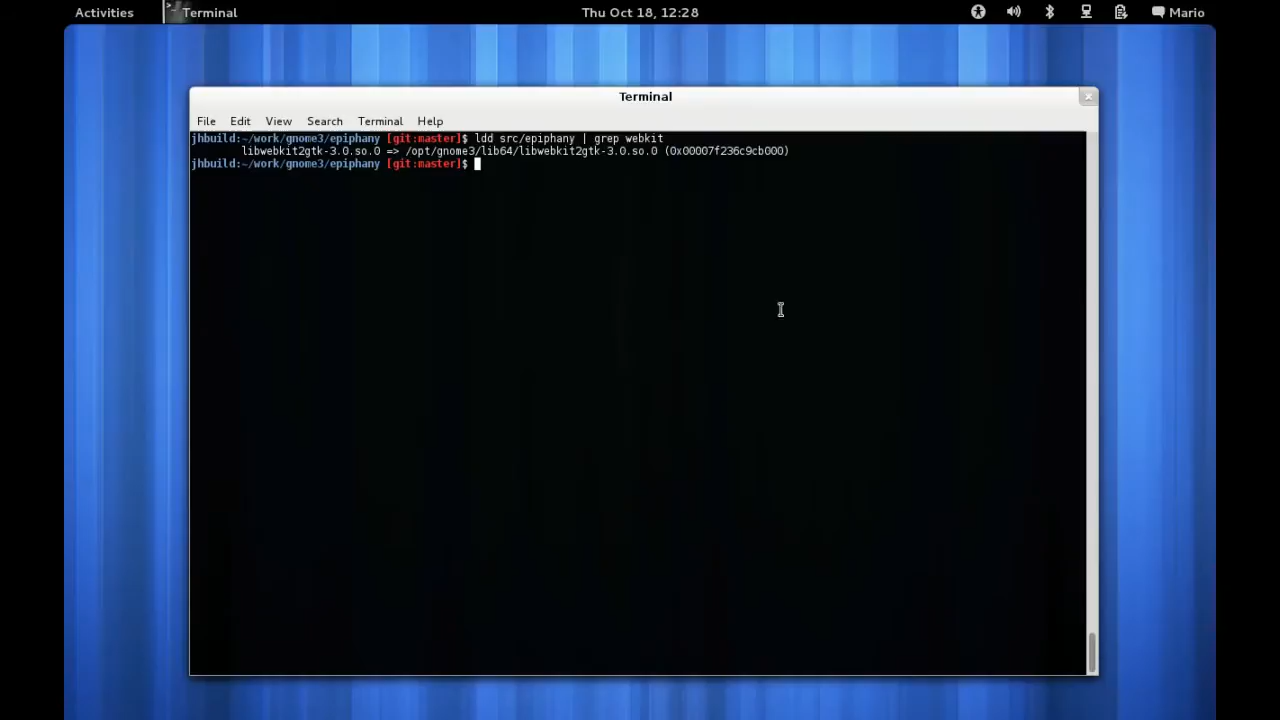 Activities Terminal Thu Oct 18, 12:28 Mario
Terminal
File Edit View Search Terminal Help
jhbuild:~/work/gnome3/epiphany [git:master]$ ldd src/epiphany | grep webkit
libwebkit2gtk-3.0.so.0 => /opt/gnome3/lib64/libwebkit2gtk-3.0.so.0 (0x00007f236c9cb000)
jhbuild:~/work/gnome3/epiphany [git:master]$